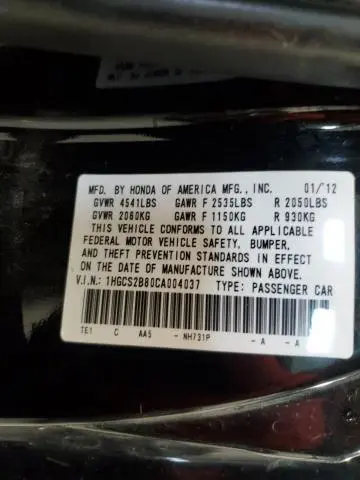 MFD. BY HONDA OF AMERICA MFG., INC. 01/12
GVWR 4541LBS GAWR F 2535LBS R 2050LBS
GVWR 2060KG GAWR F 1150KG R 930KG
THIS VEHICLE CONFORMS TO ALL APPLICABLE
FEDERAL MOTOR VEHICLE SAFETY, BUMPER,
AND THEFT PREVENTION STANDARDS IN EFFECT
ON THE DATE OF MANUFACTURE SHOWN ABOVE.
V.I.N.: 1HGCS2B80CA004037 TYPE: PASSENGER CAR
TE1 C AA5 - NH731P - A - A